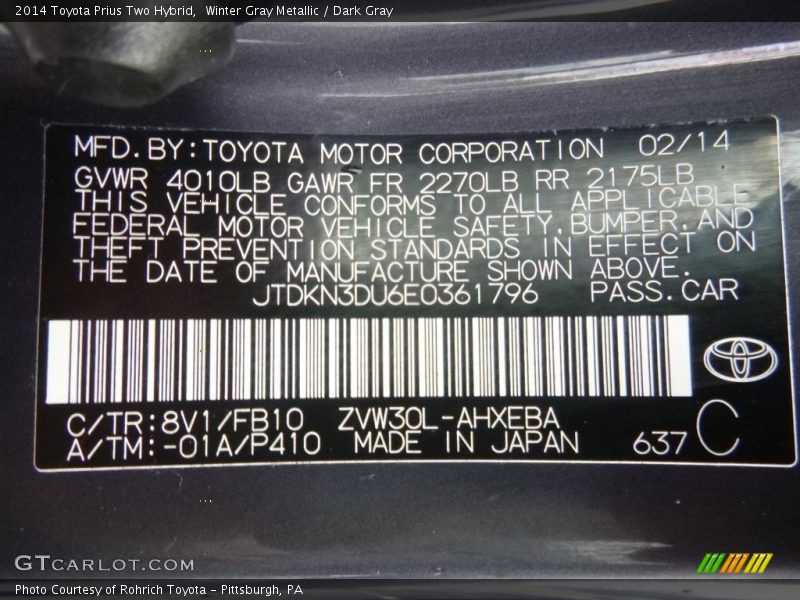 2014 Toyota Prius Two Hybrid,  Winter Gray Metallic / Dark Gray
MFD. BY: TOYOTA MOTOR CORPORATION 02/14
GVWR 4010LB GAWR FR 2270LB RR 2175LB
THIS VEHICLE CONFORMS TO ALL APPLICABLE
FEDERAL MOTOR VEHICLE SAFETY, BUMPER, AND
THEFT PREVENTION STANDARDS IN EFFECT ON
THE DATE OF MANUFACTURE SHOWN ABOVE.
JTDKN3DU6E0361796 PASS. CAR
C/TR: 8V1/FB10 ZVW30L-AHXEBA
A/TM: -01A/P410 MADE IN JAPAN 637 C
GTCARLOT.COM
Photo Courtesy of Rohrich Toyota - Pittsburgh, PA